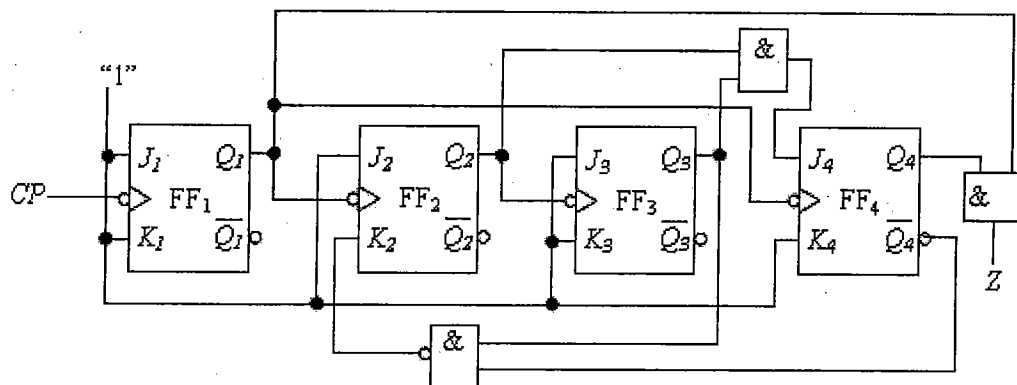 &
“1”
J1 Q1
J2 Q2
J3 Q3
J4 Q4
CP
FF1
FF2
FF3
FF4
&
K1 Q̅1
K2 Q̅2
K3 Q̅3
K4 Q̅4
Z
&